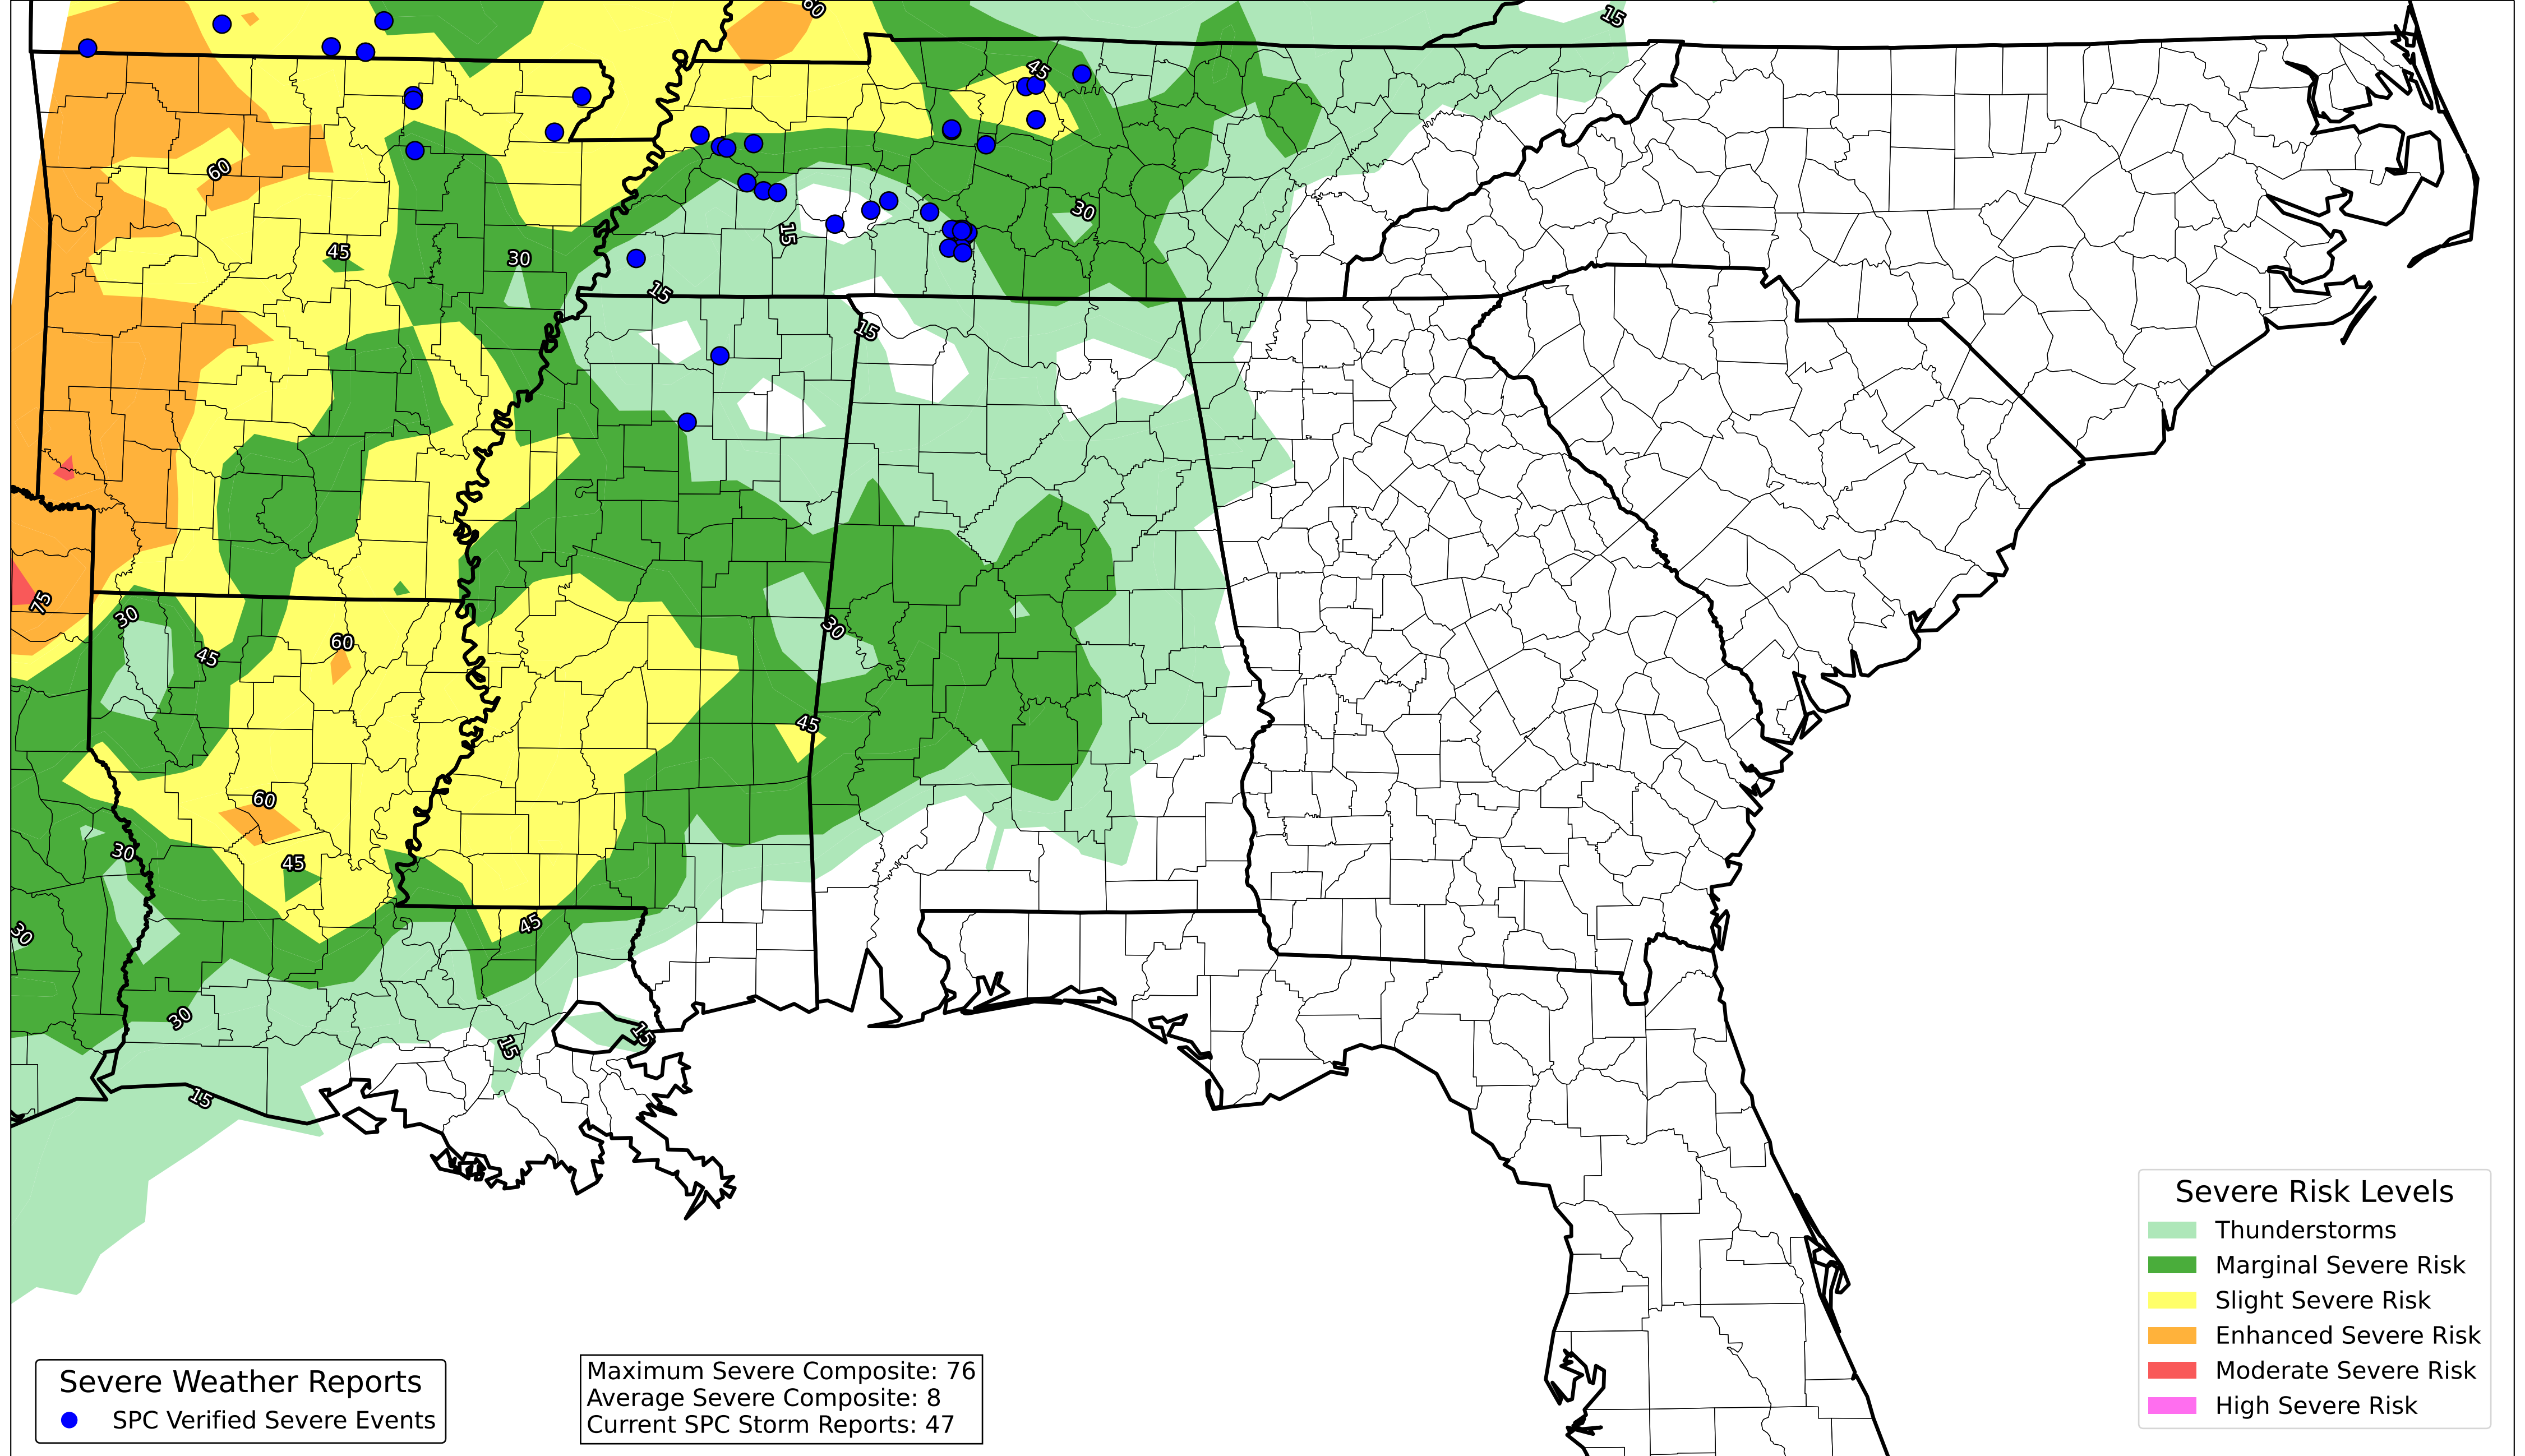 60
15
45
60
30
15
45
30
15
15
75
30
30
60
45
45
60
30
45
45
30
30
15
15
15
Severe Risk Levels
Thunderstorms
Marginal Severe Risk
Slight Severe Risk
Enhanced Severe Risk
Moderate Severe Risk
High Severe Risk
Severe Weather Reports
SPC Verified Severe Events
Maximum Severe Composite: 76
Average Severe Composite: 8
Current SPC Storm Reports: 47